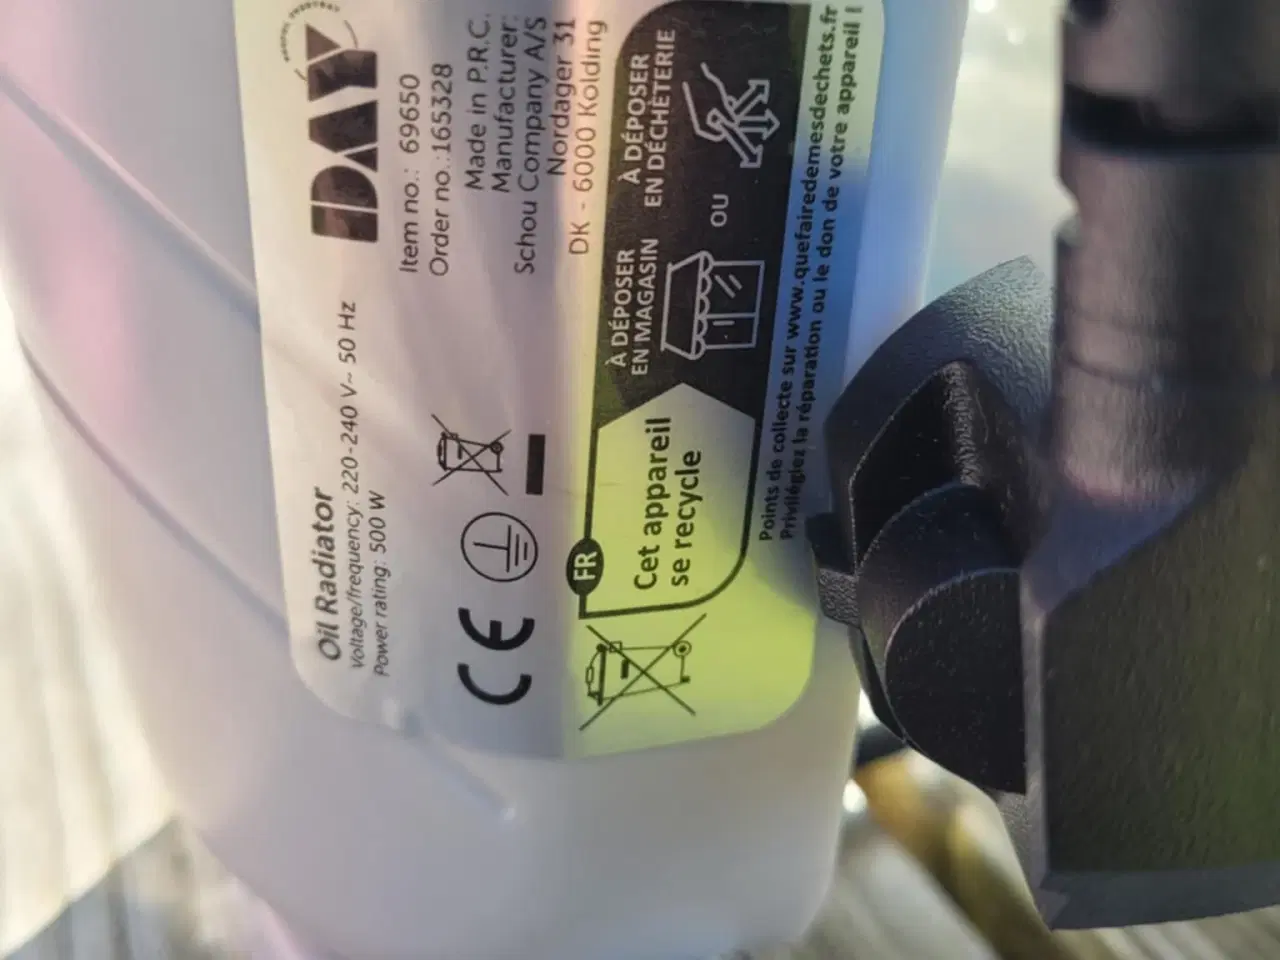 Oil Radiator
Voltage/frequency: 220-240 V~ 50 Hz
Power rating: 500 W
DAY
Item no.: 69650
Order no.:165328
Made in P.R.C.
Manufacturer:
Schou Company A/S
Nordager 31
DK - 6000 Kolding
CE
FR
Cet appareil
se recycle
À DÉPOSER
EN MAGASIN
OU
À DÉPOSER
EN DÉCHÈTERIE
Points de collecte sur www.quefairedemesdechets.fr
Privilégiez la réparation ou le don de votre appareil !